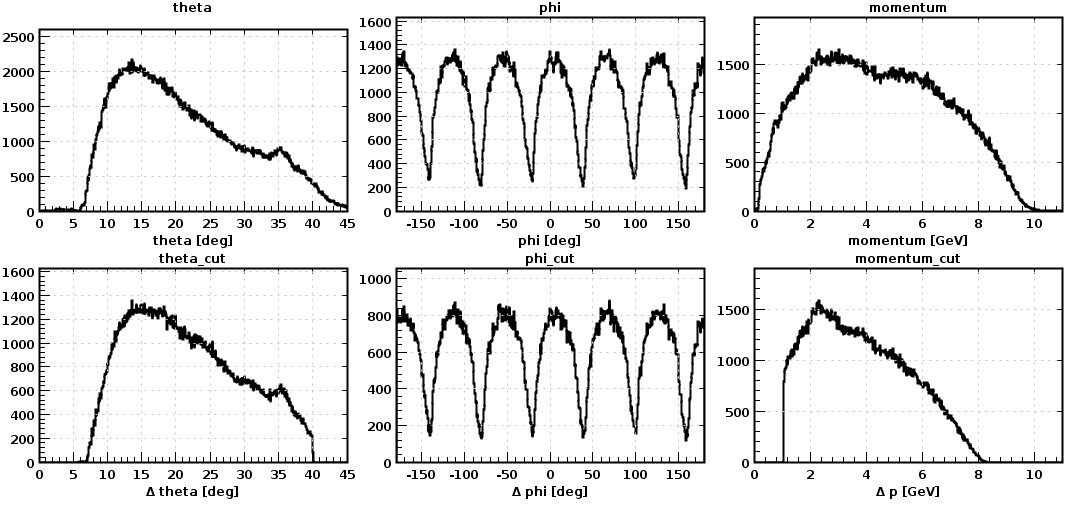 theta
2500
2000
1500
1000
500
0
0 5 10 15 20 25 30 35 40 45
theta [deg]
phi
1600
1400
1200
1000
800
600
400
200
0
-150 -100 -50 0 50 100 150
phi [deg]
momentum
1500
1000
500
0
0 2 4 6 8 10
momentum [GeV]
theta_cut
1600
1400
1200
1000
800
600
400
200
0
0 5 10 15 20 25 30 35 40 45
Δ theta [deg]
phi_cut
1000
800
600
400
200
0
-150 -100 -50 0 50 100 150
Δ phi [deg]
momentum_cut
1500
1000
500
0
0 2 4 6 8 10
Δ p [GeV]